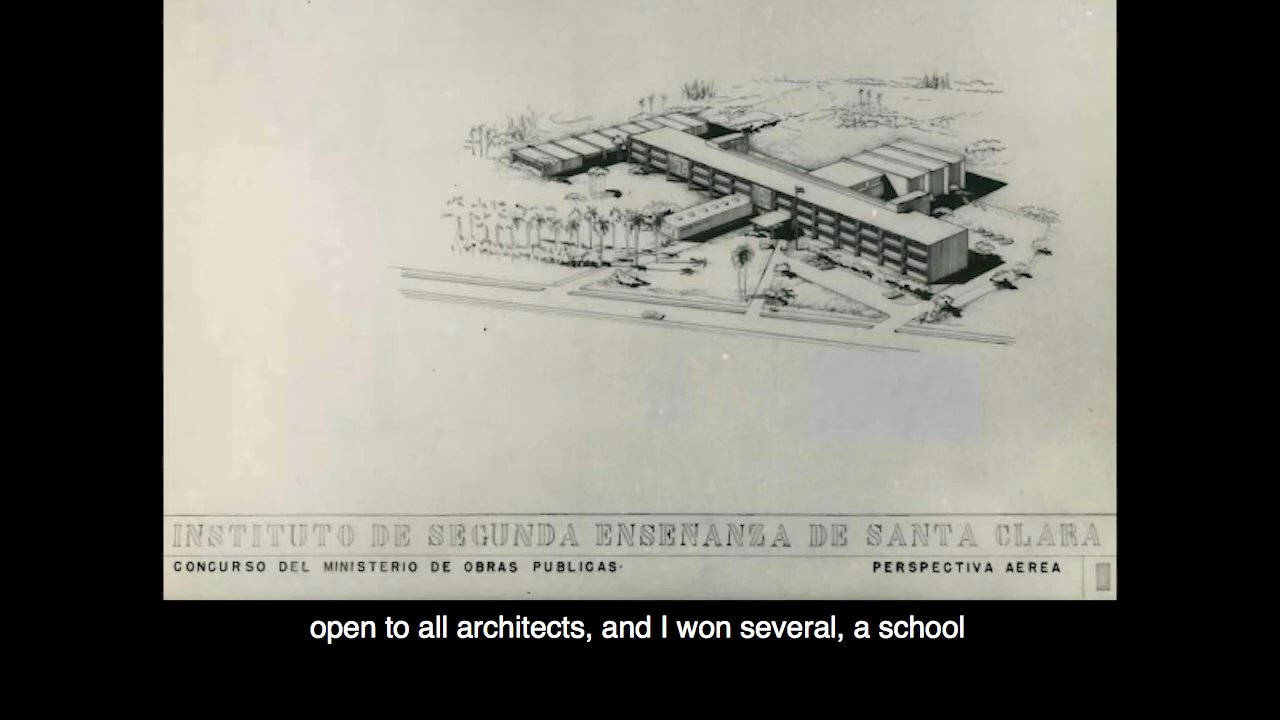 INSTITUTO DE SEGUNDA ENSEÑANZA DE SANTA CLARA
CONCURSO DEL MINISTERIO DE OBRAS PUBLICAS.
PERSPECTIVA AEREA
open to all architects, and I won several, a school